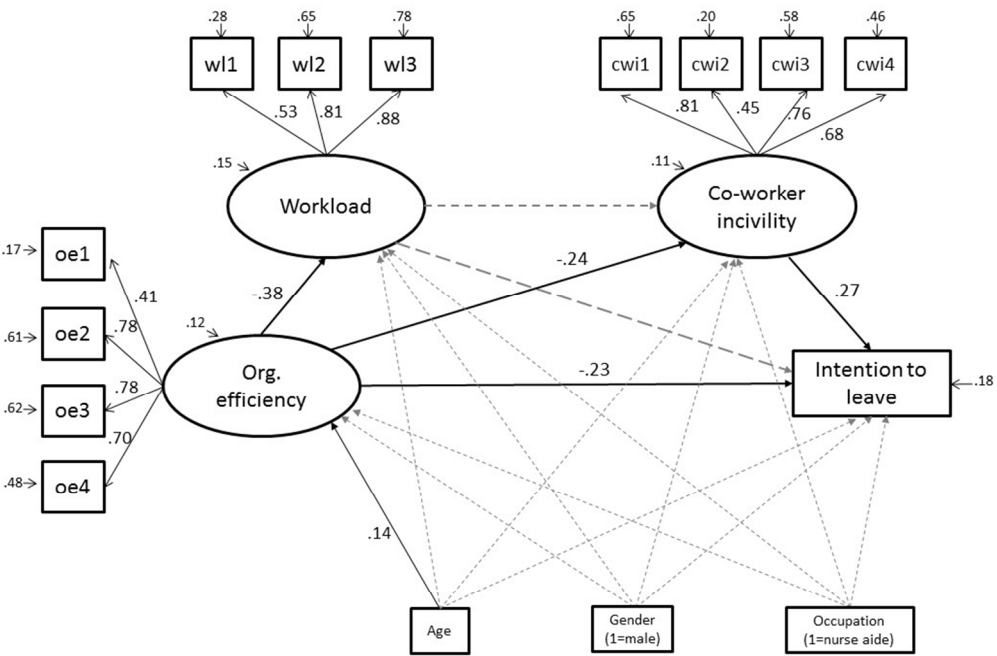 .28 .65 .78 .65 .20 .58 .46
wl1 wl2 wl3 cwi1 cwi2 cwi3 cwi4
.53 .81 .88 .81 .45 .76 .68
.15 .11
Workload
Co-worker
incivility
.17 oe1
.41
-.38
-.24
.27
.61 oe2
.78
.12
Org.
efficiency
-.23
Intention to
leave
.18
.62 oe3
.78
.70
.48 oe4
.14
Age
Gender
(1=male)
Occupation
(1=nurse aide)